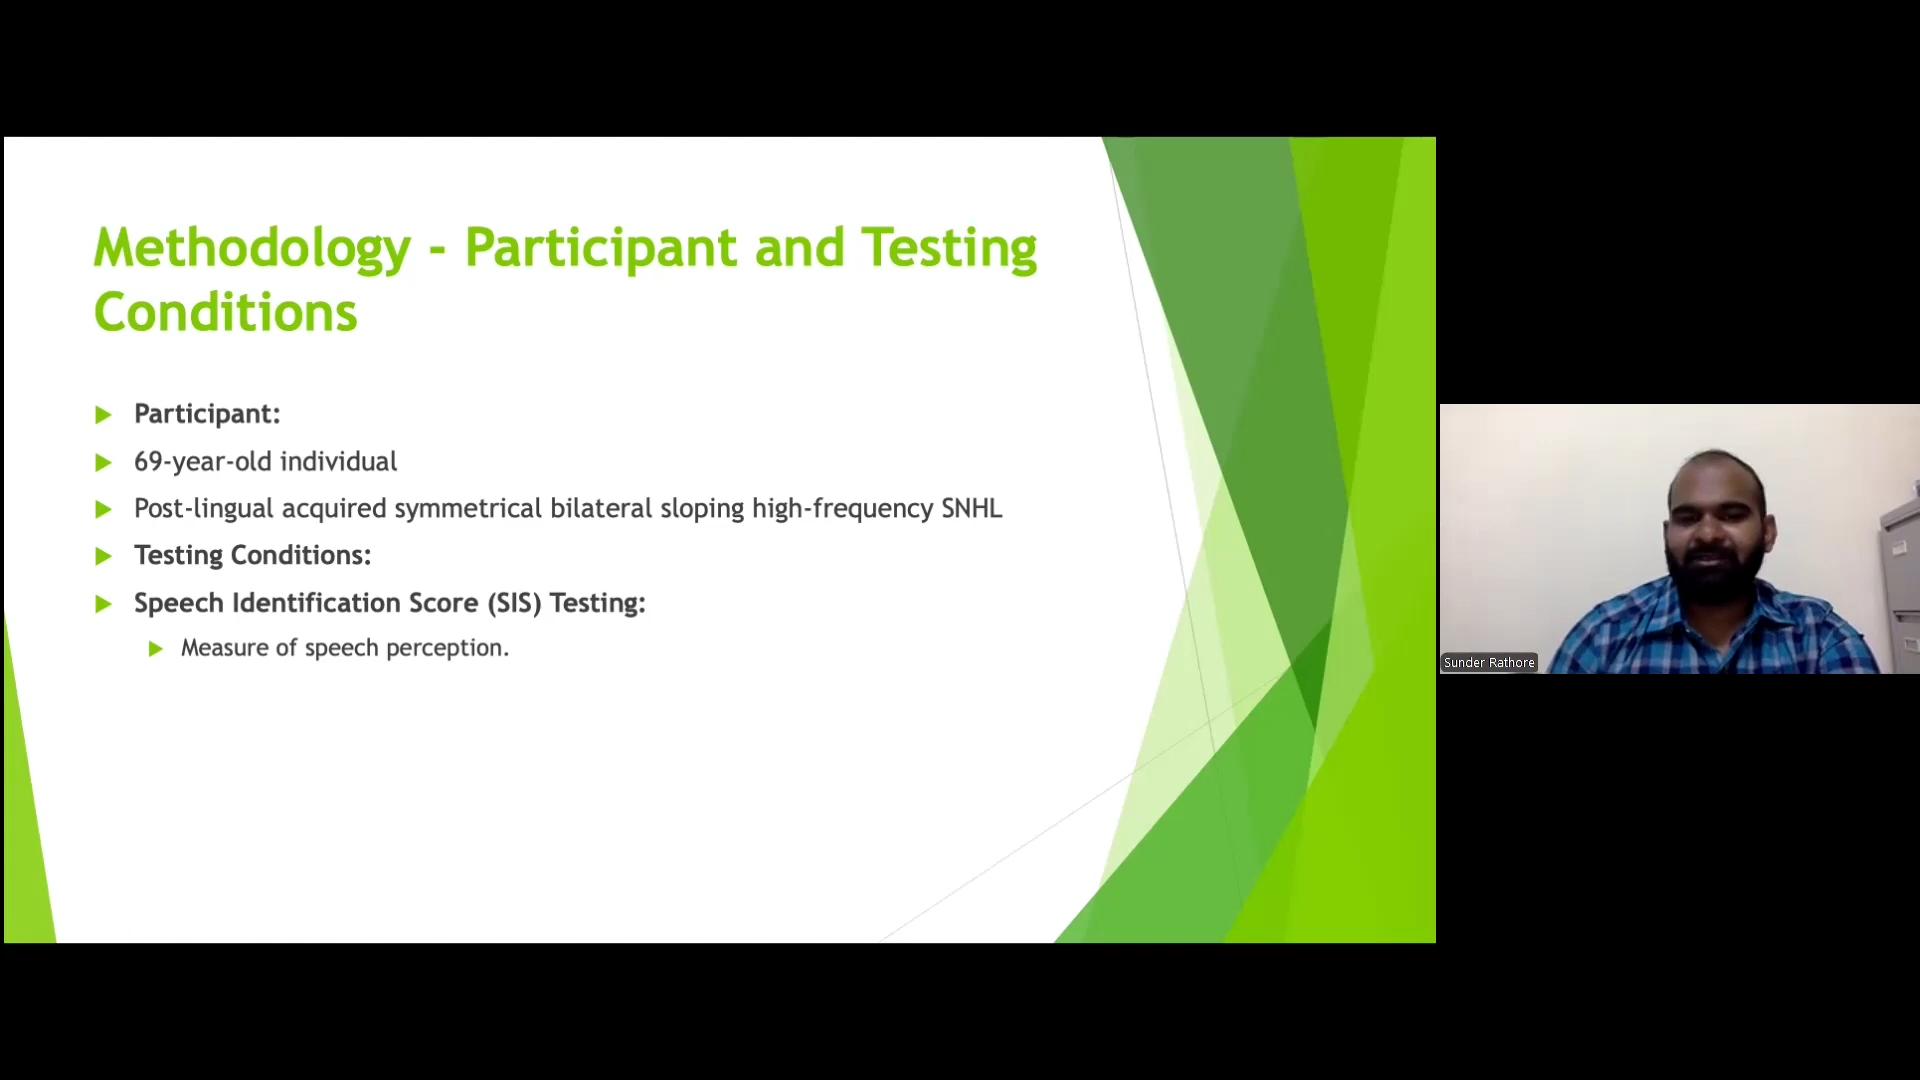 Methodology - Participant and Testing
Conditions
Participant:
69-year-old individual
Post-lingual acquired symmetrical bilateral sloping high-frequency SNHL
Testing Conditions:
Speech Identification Score (SIS) Testing:
Measure of speech perception.
Sunder Rathore